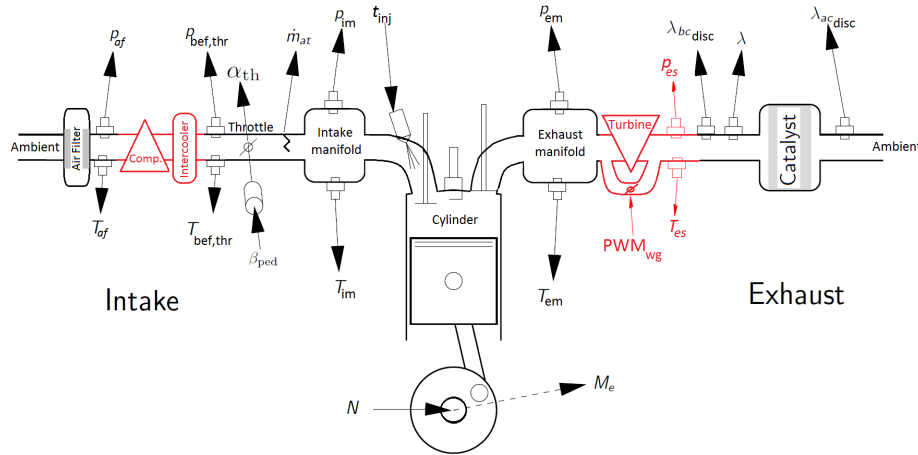 p_af
p_bef,thr
ṁ_at
p_im
t_inj
p_em
λ_bc disc
λ
λ_ac disc
α_th
p_es
Ambient
Air Filter
Comp.
Intercooler
Throttle
Intake
manifold
Exhaust
manifold
Turbine
Catalyst
Ambient
Cylinder
T_af
T_bef,thr
β_ped
T_im
T_em
PWM_wg
T_es
Intake
Exhaust
N
M_e